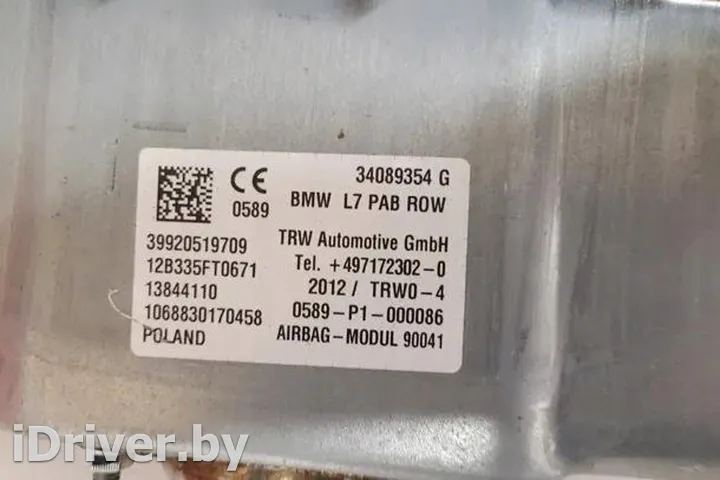 CE
0589
34089354 G
BMW L7 PAB ROW
39920519709
12B335FT0671
13844110
1068830170458
POLAND
TRW Automotive GmbH
Tel. +497172302-0
2012/ TRW0-4
0589-P1-000086
AIRBAG-MODUL 90041
iDriver.by